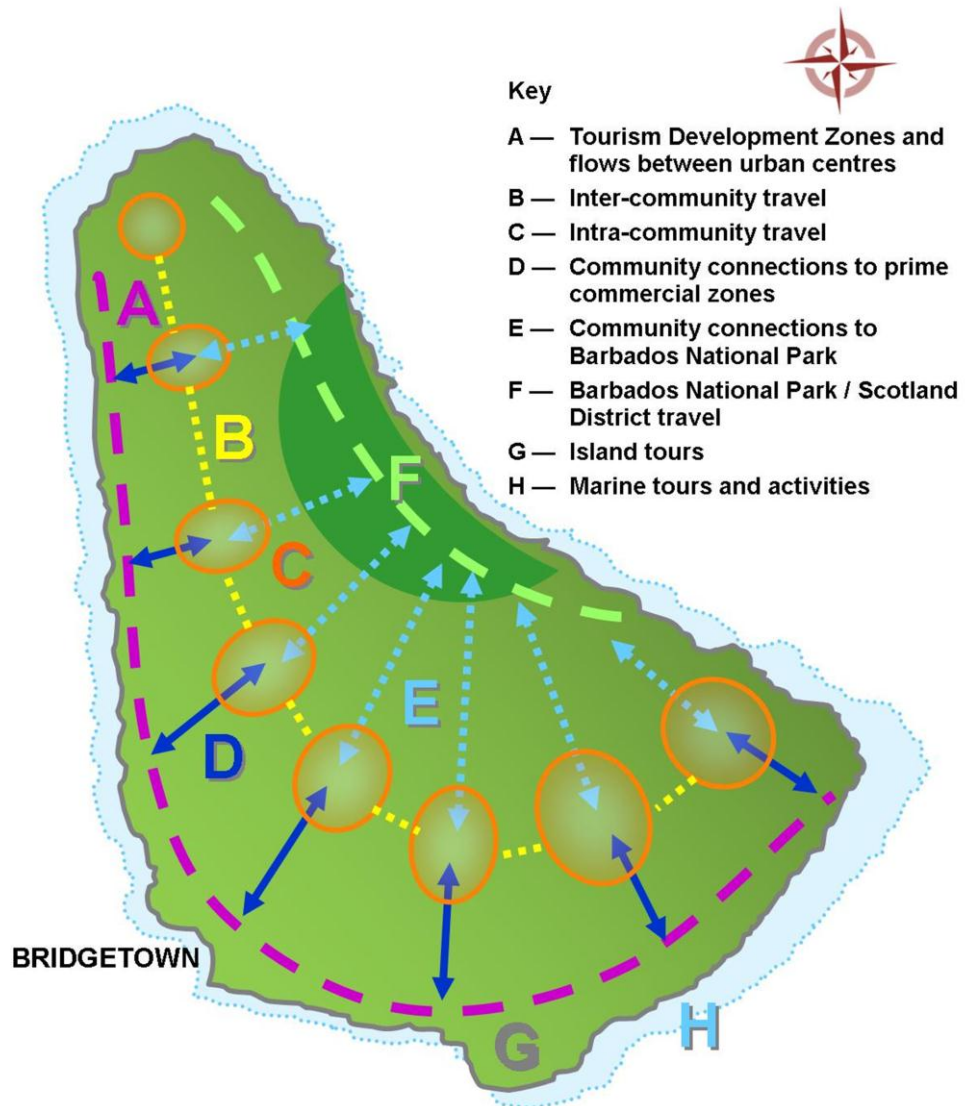 Key
A — Tourism Development Zones and
flows between urban centres
B — Inter-community travel
C — Intra-community travel
D — Community connections to prime
commercial zones
E — Community connections to
Barbados National Park
F — Barbados National Park / Scotland
District travel
G — Island tours
H — Marine tours and activities
A
B
F
C
E
D
BRIDGETOWN
G
H